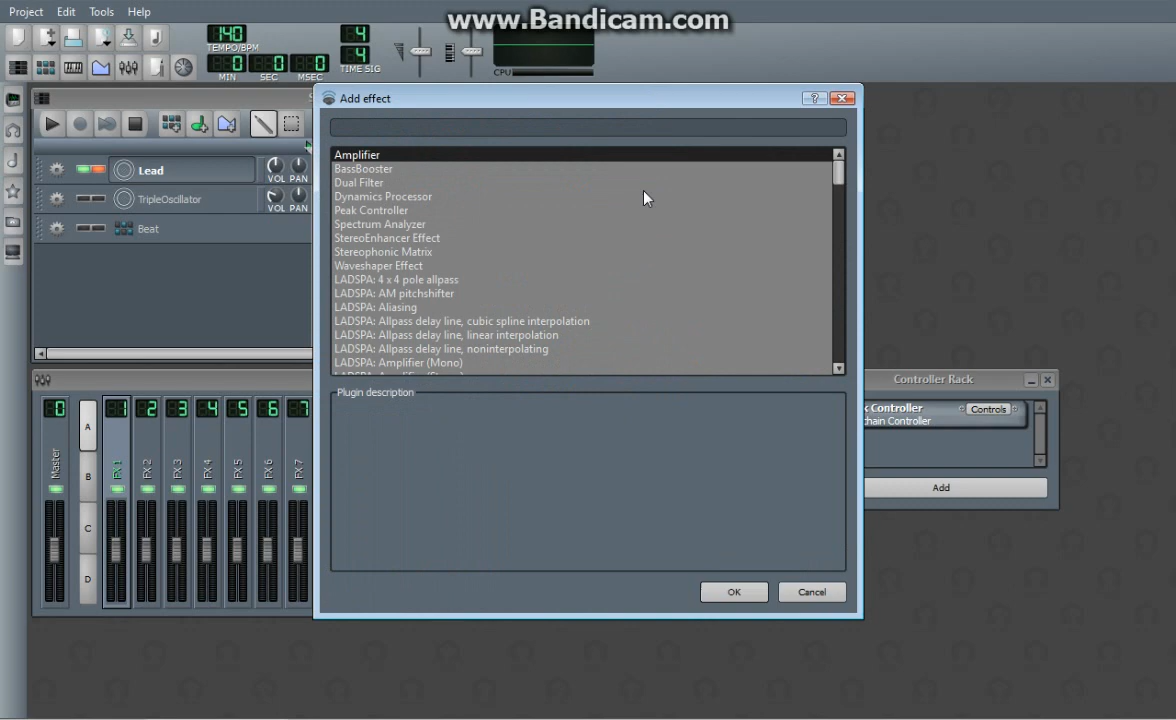 www.Bandicam.com
Project Edit Tools Help
140
TEMPO/BPM
0 0 0
MIN SEC MSEC
4
4
TIME SIG
CPU
Add effect
Amplifier
BassBooster
Dual Filter
Dynamics Processor
Peak Controller
Spectrum Analyzer
StereoEnhancer Effect
Stereophonic Matrix
Waveshaper Effect
LADSPA: 4 x 4 pole allpass
LADSPA: AM pitchshifter
LADSPA: Aliasing
LADSPA: Allpass delay line, cubic spline interpolation
LADSPA: Allpass delay line, linear interpolation
LADSPA: Allpass delay line, noninterpolating
LADSPA: Amplifier (Mono)
Plugin description
OK Cancel
Lead
VOL PAN
TripleOscillator
VOL PAN
Beat
0 1 2 3 4 5 6 7
Master
FX 1
FX 2
FX 3
FX 4
FX 5
FX 6
FX 7
A
B
C
D
Controller Rack
Controller
Controls
Controller
Add